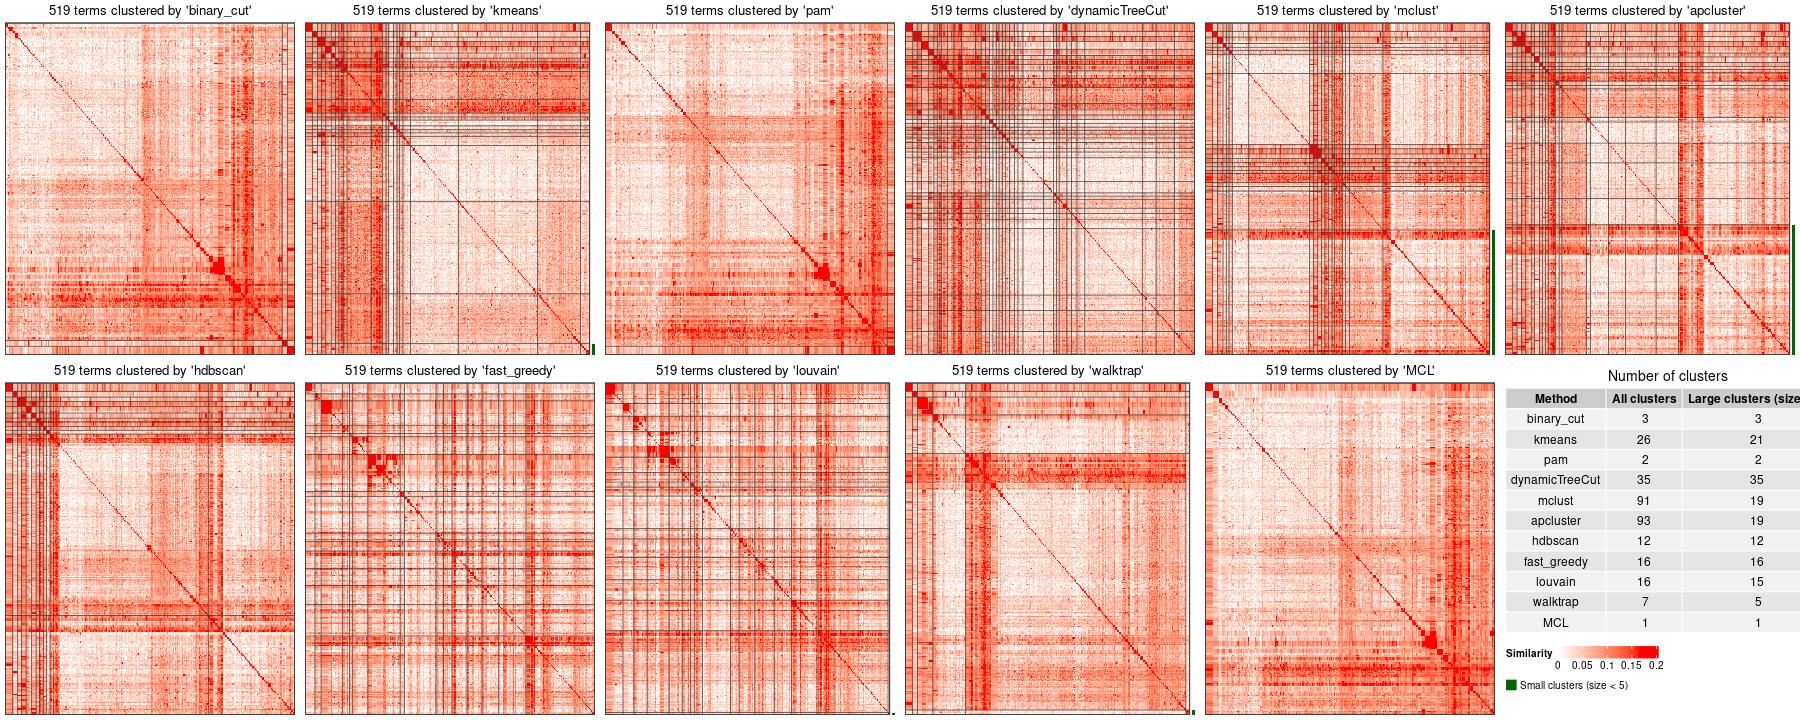 519 terms clustered by 'binary_cut'
519 terms clustered by 'kmeans'
519 terms clustered by 'pam'
519 terms clustered by 'dynamicTreeCut'
519 terms clustered by 'mclust'
519 terms clustered by 'apcluster'
519 terms clustered by 'hdbscan'
519 terms clustered by 'fast_greedy'
519 terms clustered by 'louvain'
519 terms clustered by 'walktrap'
519 terms clustered by 'MCL'
Number of clusters
Method All clusters Large clusters (size
binary_cut 3 3
kmeans 26 21
pam 2 2
dynamicTreeCut 35 35
mclust 91 19
apcluster 93 19
hdbscan 12 12
fast_greedy 16 16
louvain 16 15
walktrap 7 5
MCL 1 1
Similarity
0 0.05 0.1 0.15 0.2
Small clusters (size < 5)